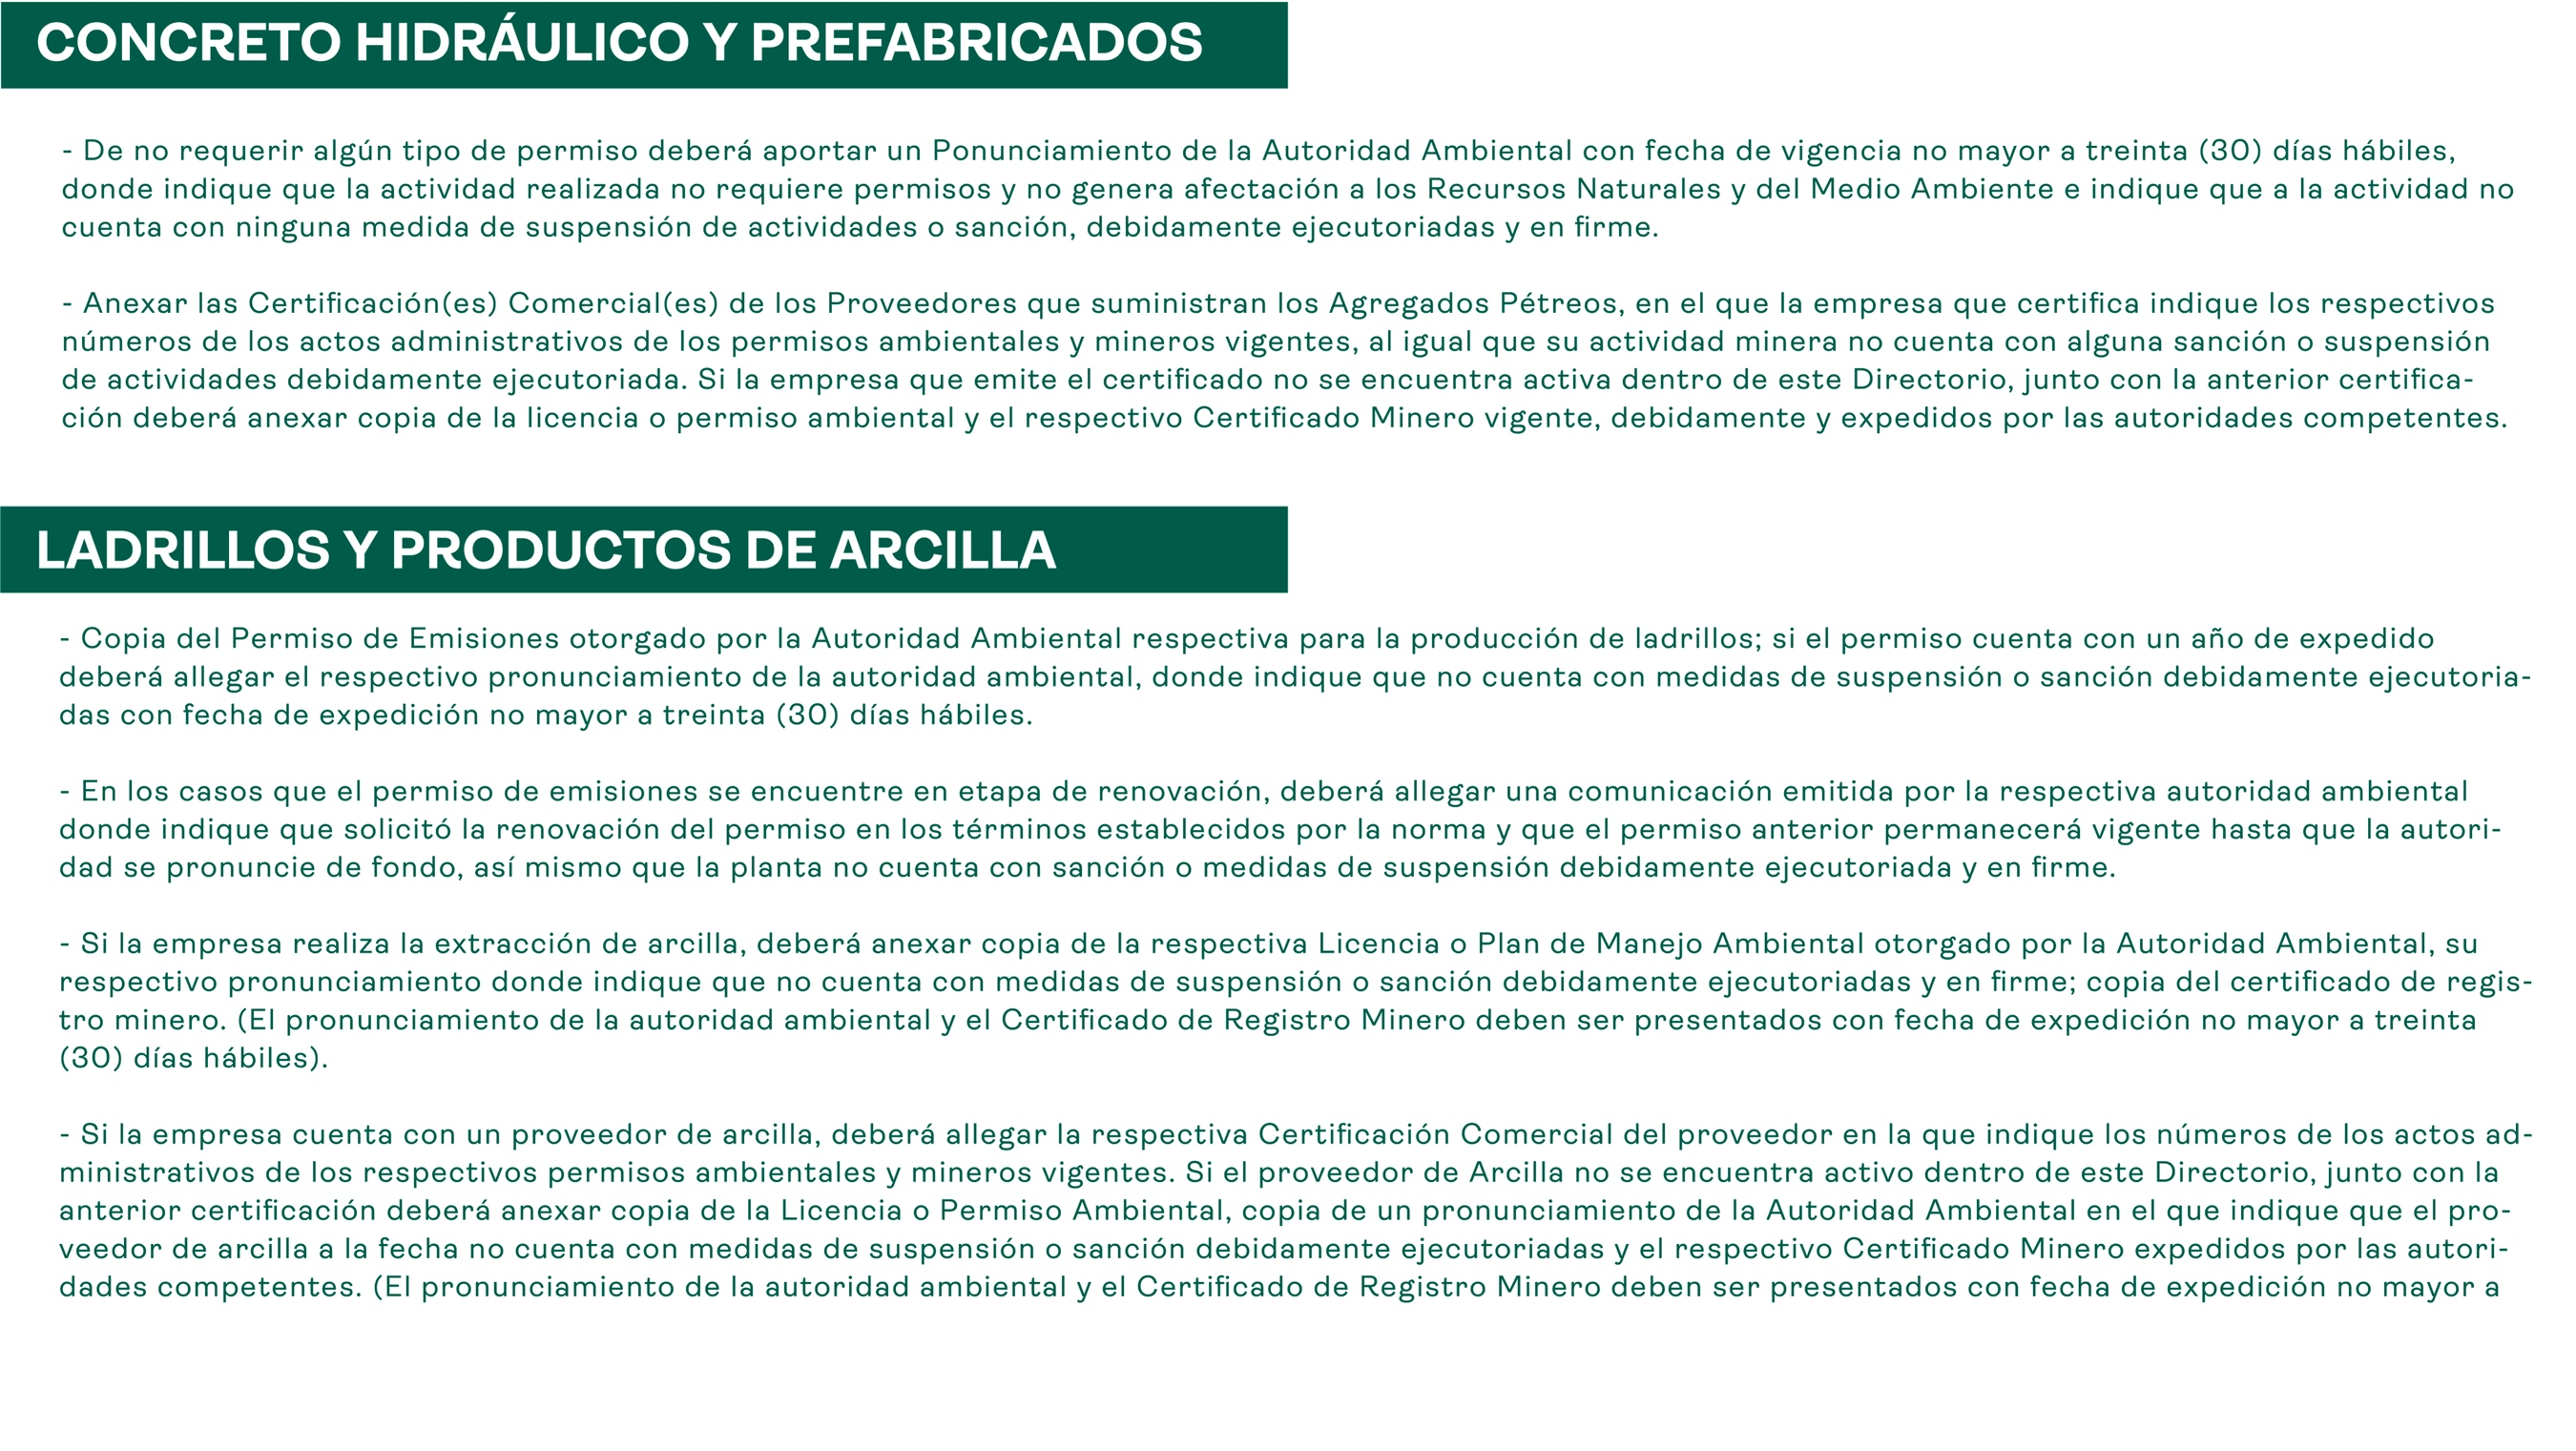 CONCRETO HIDRÁULICO Y PREFABRICADOS
- De no requerir algún tipo de permiso deberá aportar un Ponunciamiento de la Autoridad Ambiental con fecha de vigencia no mayor a treinta (30) días hábiles,
donde indique que la actividad realizada no requiere permisos y no genera afectación a los Recursos Naturales y del Medio Ambiente e indique que a la actividad no
cuenta con ninguna medida de suspensión de actividades o sanción, debidamente ejecutoriadas y en firme.
- Anexar las Certificación(es) Comercial(es) de los Proveedores que suministran los Agregados Pétreos, en el que la empresa que certifica indique los respectivos
números de los actos administrativos de los permisos ambientales y mineros vigentes, al igual que su actividad minera no cuenta con alguna sanción o suspensión
de actividades debidamente ejecutoriada. Si la empresa que emite el certificado no se encuentra activa dentro de este Directorio, junto con la anterior certifica-
ción deberá anexar copia de la licencia o permiso ambiental y el respectivo Certificado Minero vigente, debidamente y expedidos por las autoridades competentes.
LADRILLOS Y PRODUCTOS DE ARCILLA
- Copia del Permiso de Emisiones otorgado por la Autoridad Ambiental respectiva para la producción de ladrillos; si el permiso cuenta con un año de expedido
deberá allegar el respectivo pronunciamiento de la autoridad ambiental, donde indique que no cuenta con medidas de suspensión o sanción debidamente ejecutoria-
das con fecha de expedición no mayor a treinta (30) días hábiles.
- En los casos que el permiso de emisiones se encuentre en etapa de renovación, deberá allegar una comunicación emitida por la respectiva autoridad ambiental
donde indique que solicitó la renovación del permiso en los términos establecidos por la norma y que el permiso anterior permanecerá vigente hasta que la autori-
dad se pronuncie de fondo, así mismo que la planta no cuenta con sanción o medidas de suspensión debidamente ejecutoriada y en firme.
- Si la empresa realiza la extracción de arcilla, deberá anexar copia de la respectiva Licencia o Plan de Manejo Ambiental otorgado por la Autoridad Ambiental, su
respectivo pronunciamiento donde indique que no cuenta con medidas de suspensión o sanción debidamente ejecutoriadas y en firme; copia del certificado de regis-
tro minero. (El pronunciamiento de la autoridad ambiental y el Certificado de Registro Minero deben ser presentados con fecha de expedición no mayor a treinta
(30) días hábiles).
- Si la empresa cuenta con un proveedor de arcilla, deberá allegar la respectiva Certificación Comercial del proveedor en la que indique los números de los actos ad-
ministrativos de los respectivos permisos ambientales y mineros vigentes. Si el proveedor de Arcilla no se encuentra activo dentro de este Directorio, junto con la
anterior certificación deberá anexar copia de la Licencia o Permiso Ambiental, copia de un pronunciamiento de la Autoridad Ambiental en el que indique que el pro-
veedor de arcilla a la fecha no cuenta con medidas de suspensión o sanción debidamente ejecutoriadas y el respectivo Certificado Minero expedidos por las autori-
dades competentes. (El pronunciamiento de la autoridad ambiental y el Certificado de Registro Minero deben ser presentados con fecha de expedición no mayor a